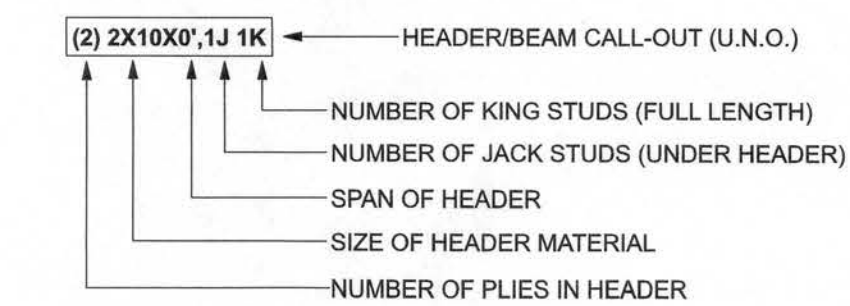 (2) 2X10X0',1J 1K HEADER/BEAM CALL-OUT (U.N.O.)
NUMBER OF KING STUDS (FULL LENGTH)
NUMBER OF JACK STUDS (UNDER HEADER)
SPAN OF HEADER
SIZE OF HEADER MATERIAL
NUMBER OF PLIES IN HEADER